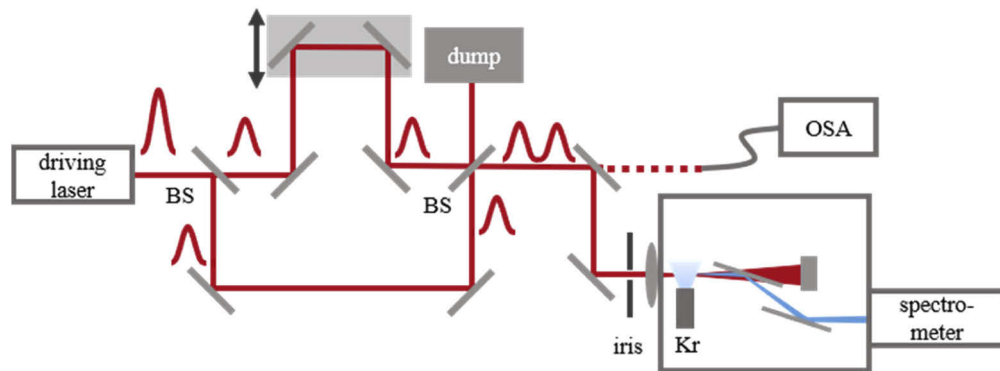 dump
OSA
driving
laser
BS
BS
iris
Kr
spectro-
meter